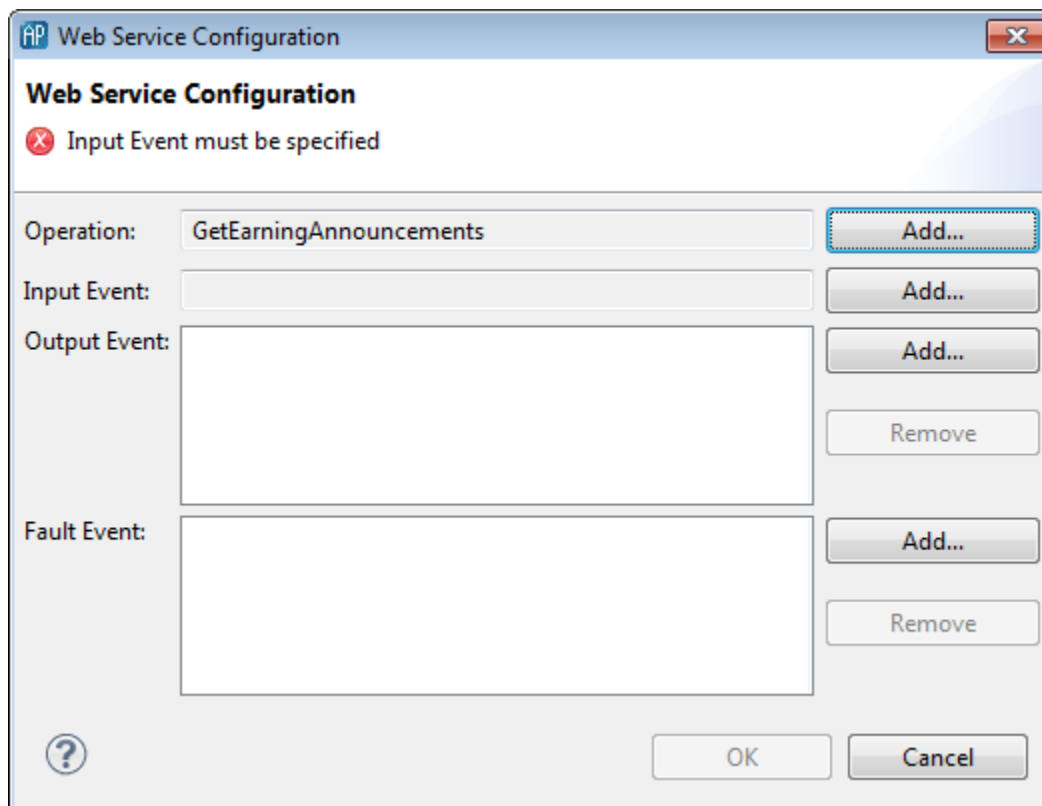 AP Web Service Configuration
Web Service Configuration
Input Event must be specified
Operation: GetEarningAnnouncements Add...
Input Event: Add...
Output Event: Add...
Remove
Fault Event: Add...
Remove
? OK Cancel